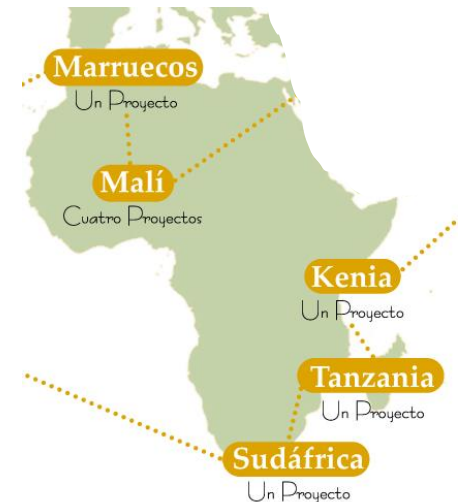 Marruecos
Un Proyecto
Malí
Cuatro Proyectos
Kenia
Un Proyecto
Tanzania
Un Proyecto
Sudáfrica
Un Proyecto